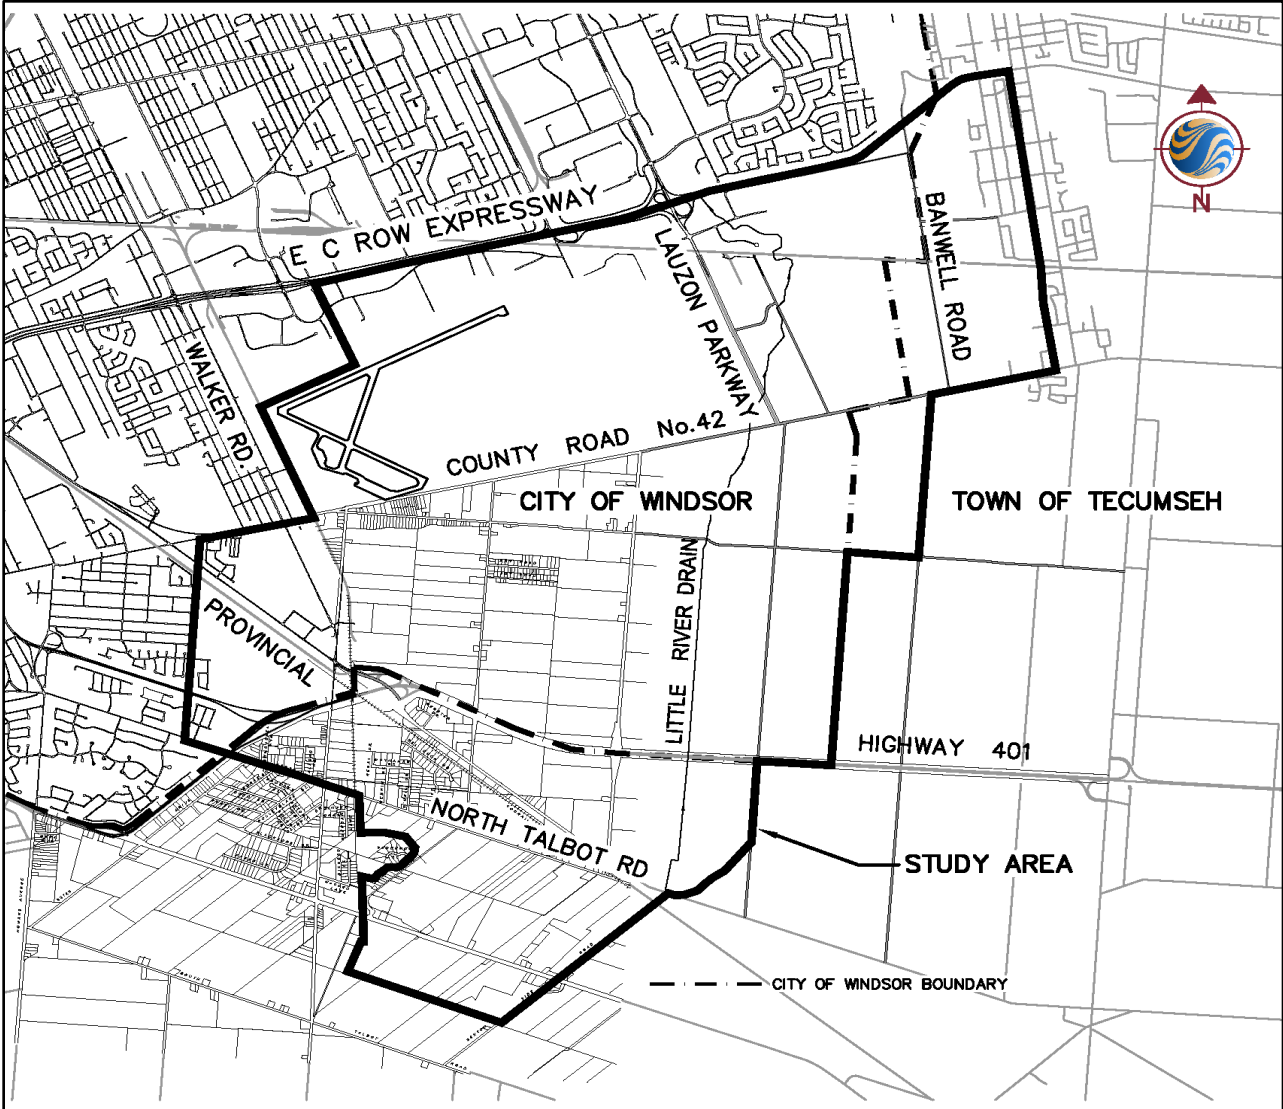 E C ROW EXPRESSWAY
BANWELL ROAD
N
LAUZON PARKWAY
WALKER RD.
COUNTY ROAD No.42
CITY OF WINDSOR
TOWN OF TECUMSEH
LITTLE RIVER DRAIN
PROVINCIAL
HIGHWAY 401
NORTH TALBOT RD
STUDY AREA
CITY OF WINDSOR BOUNDARY